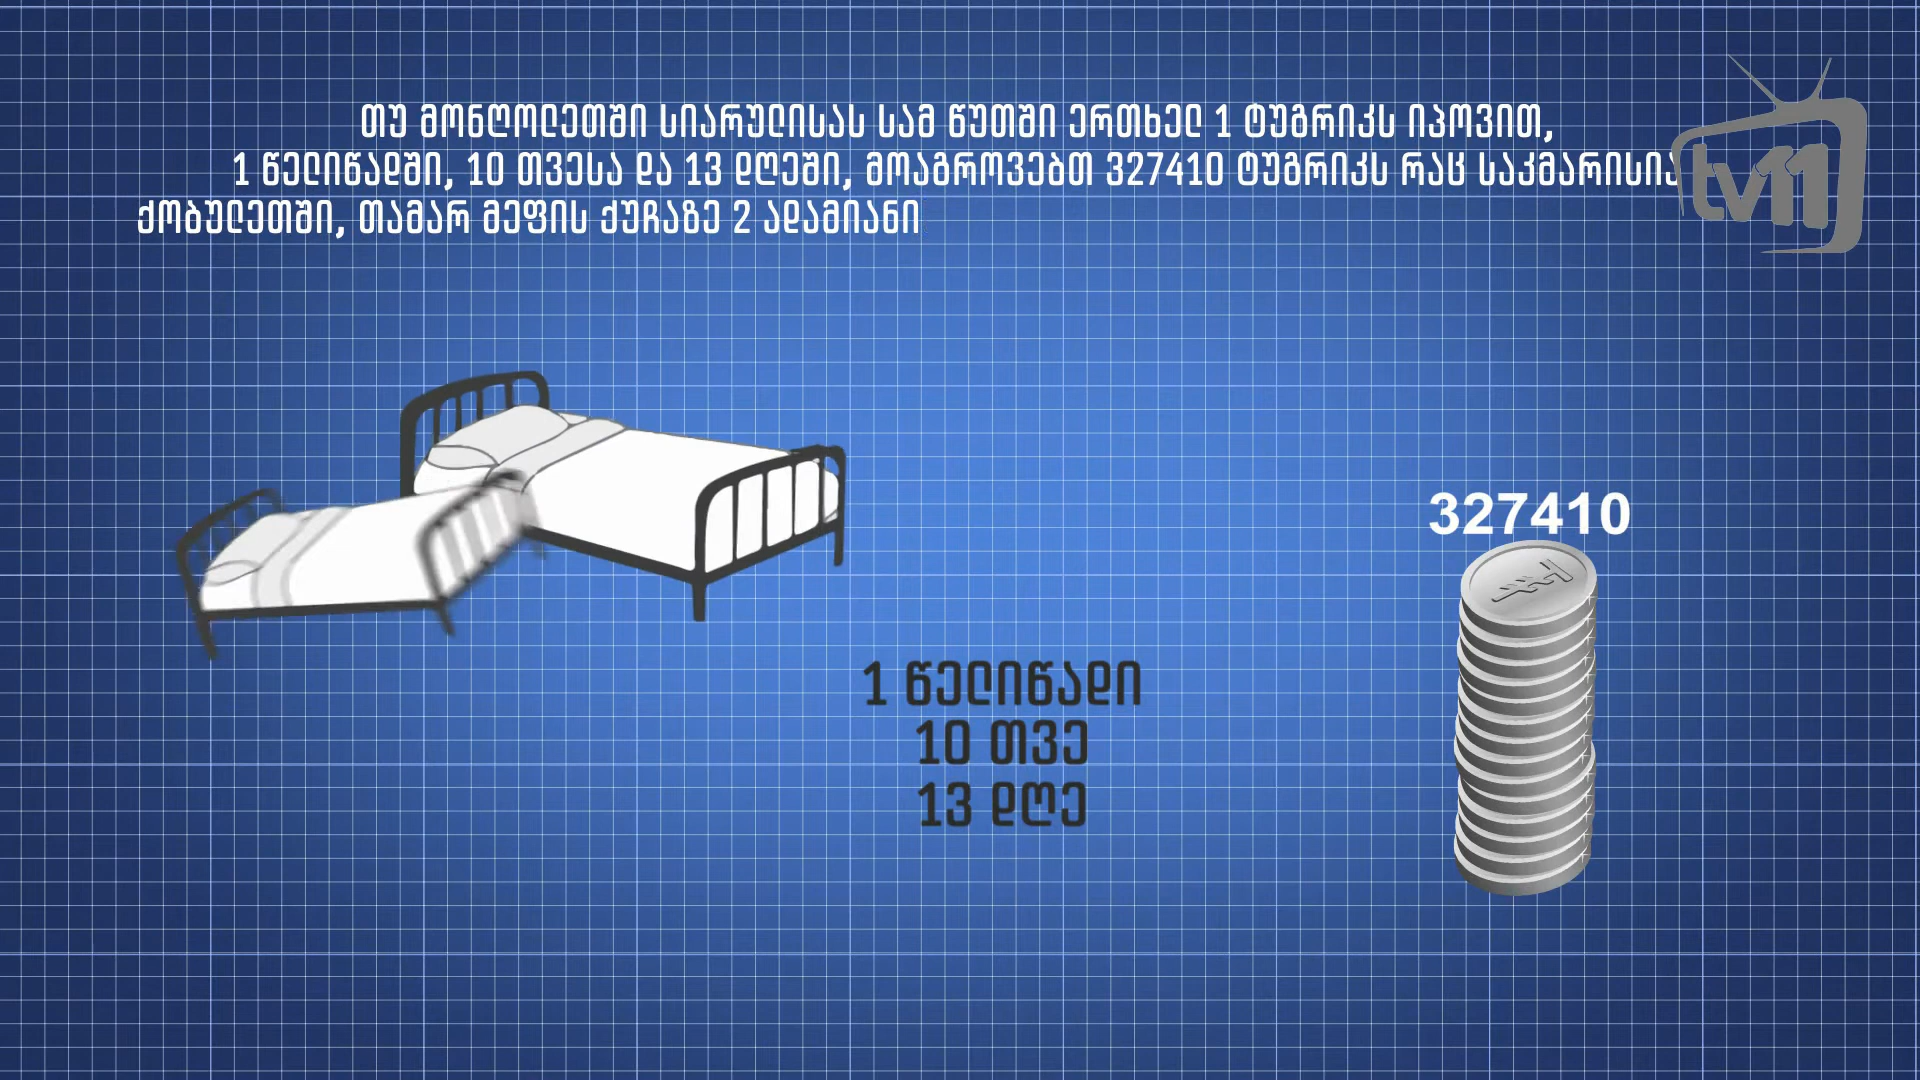 თუ მონღოლეთში სიარულისას სამ წუთში ერთხელ 1 ტუგრიკს იპოვით,
1 წელიწადში, 10 თვესა და 13 დღეში, მოაგროვებთ 327410 ტუგრიკს რაც საკმარისია
ქობულეთში, თამარ მეფის ქუჩაზე 2 ადამიანი
tv11
327410
1 წელიწადი
10 თვე
13 დღე